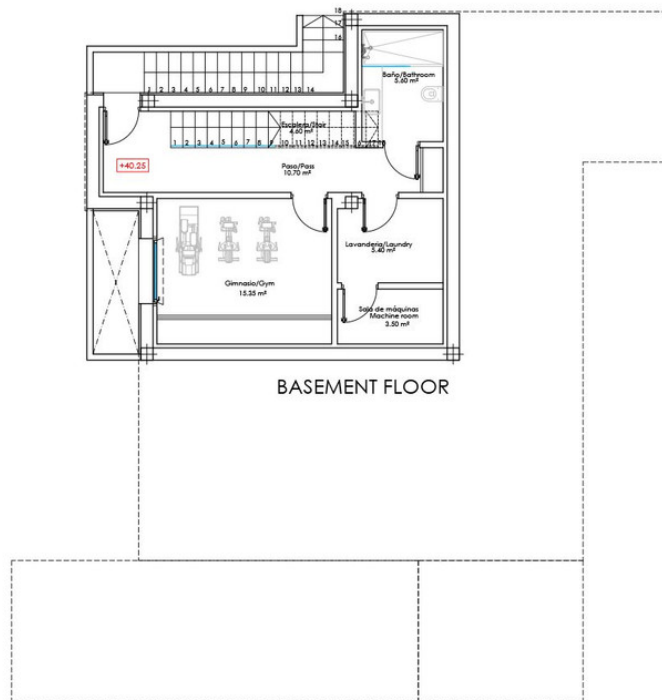 18
17
16
1 2 3 4 5 6 7 8 9 10 11 12 13 14
Baño/Bathroom
5.60 m²
Escalera/Stair
4.60 m²
1 2 3 4 5 6 7 8 9 10 11 12 13 14 15 16 17 18
+40.25
Paso/Pass
10.70 m²
Lavandería/Laundry
5.40 m²
Gimnasio/Gym
15.25 m²
Sala de máquinas
Machine room
3.50 m²
BASEMENT FLOOR